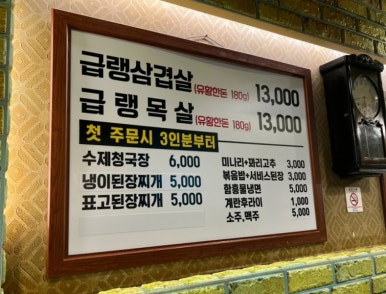 급랭삼겹살(유황한돈 180g) 13,000
급랭목살(유황한돈 180g) 13,000
첫 주문시 3인분부터
수제청국장 6,000
냉이된장찌개 5,000
표고된장찌개 5,000
미나리+꽈리고추 3,000
볶음밥+서비스된장 3,000
함흥물냉면 5,000
계란후라이 1,000
소주,맥주 5,000